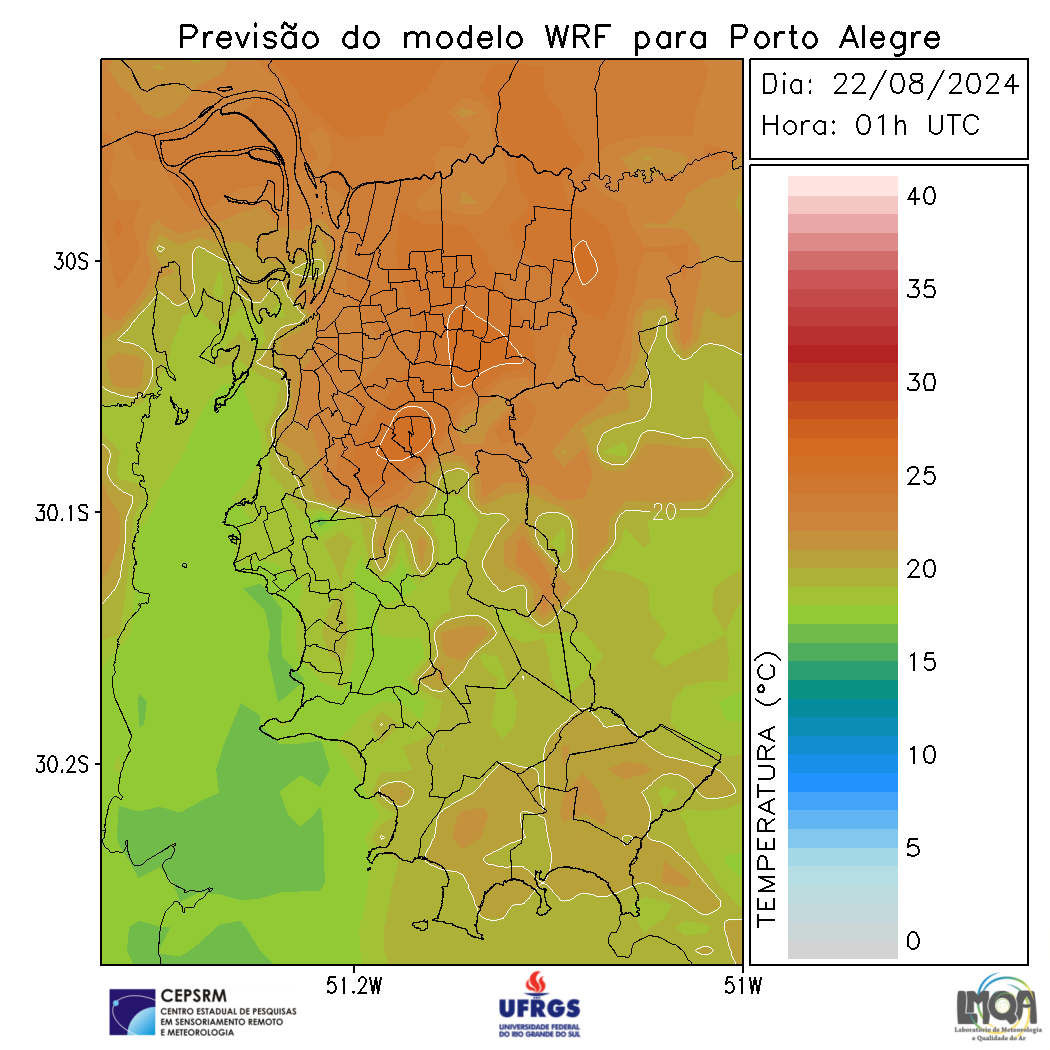 Previsão do modelo WRF para Porto Alegre
Dia: 22/08/2024
Hora: 01h UTC
40
35
30
25
20
15
10
5
0
TEMPERATURA (°C)
30S
30.1S
30.2S
20
51.2W
51W
CEPSRM
CENTRO ESTADUAL DE PESQUISAS
EM SENSORIAMENTO REMOTO
E METEOROLOGIA
UFRGS
UNIVERSIDADE FEDERAL
DO RIO GRANDE DO SUL
LMQA
Laboratório de Meteorologia
e Qualidade do Ar